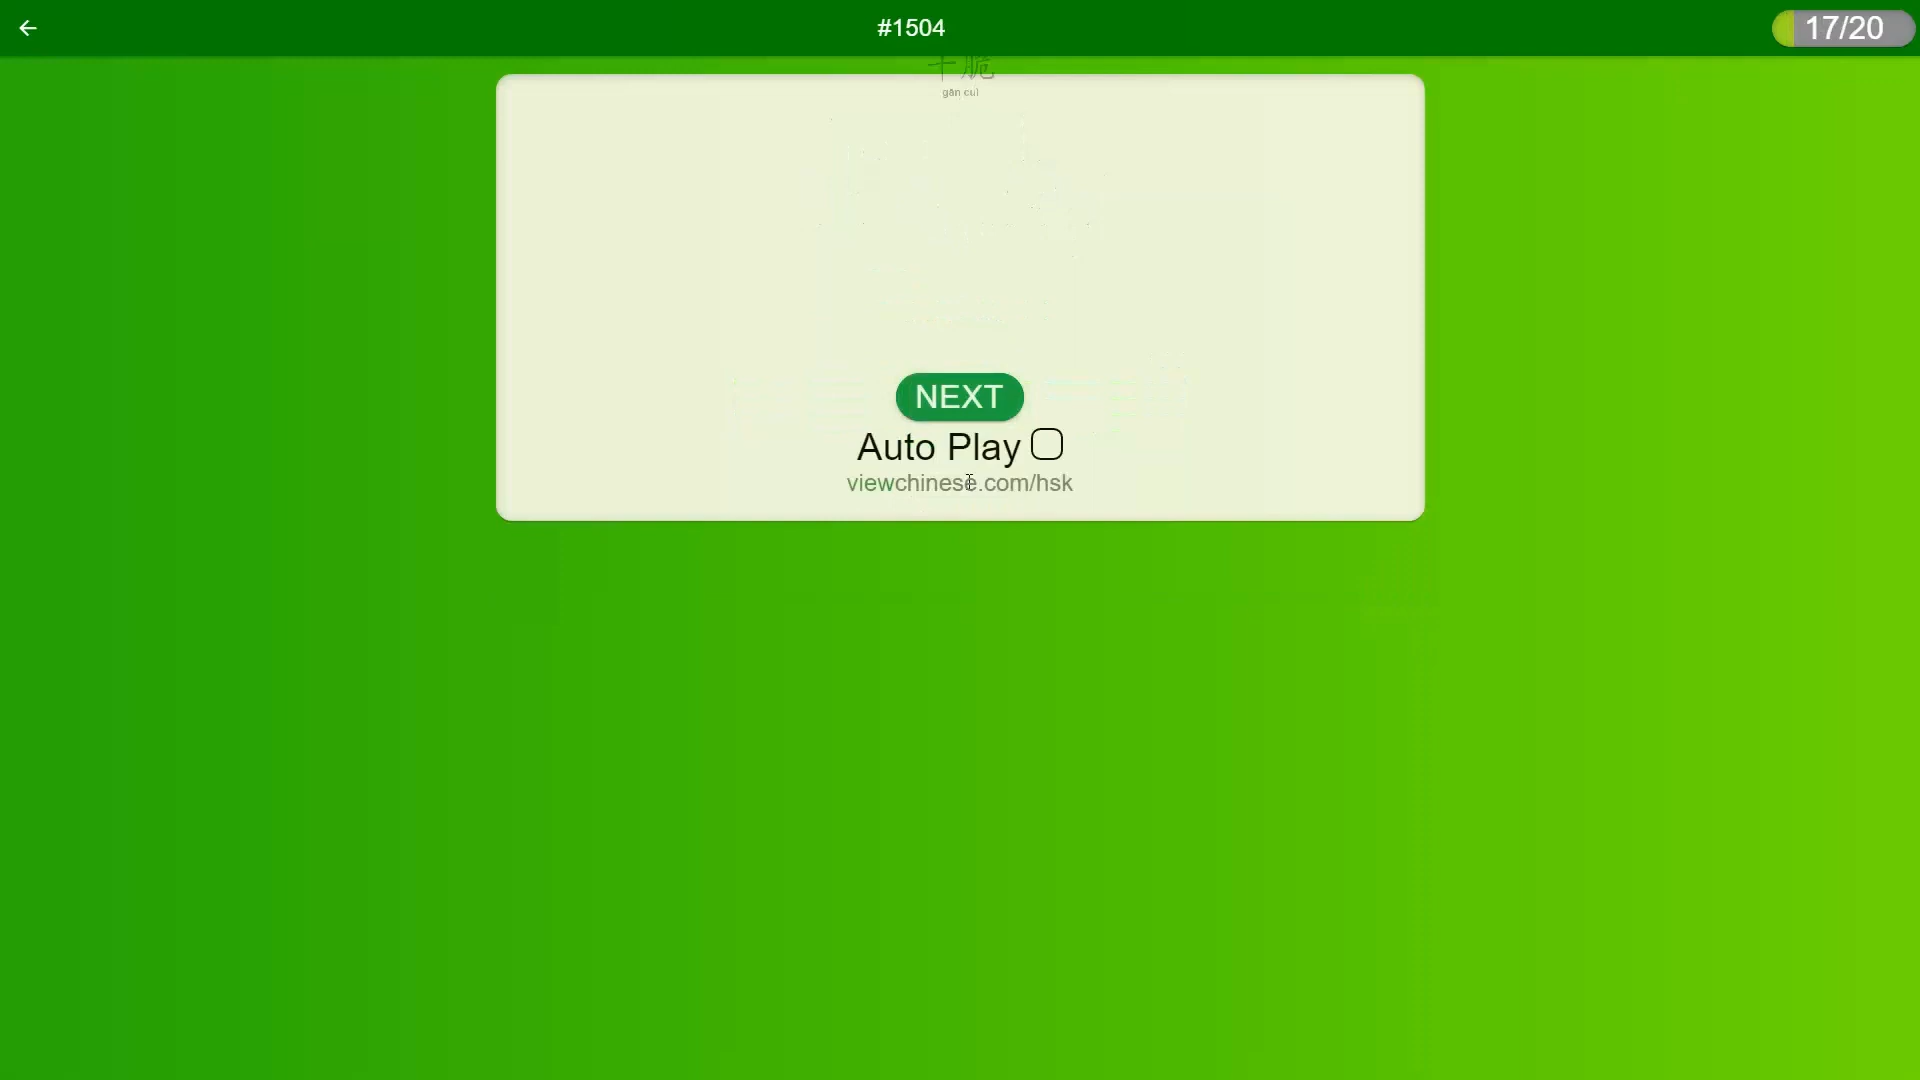 #1504
17/20
干脆
gān cuì
NEXT
Auto Play
viewchinese.com/hsk